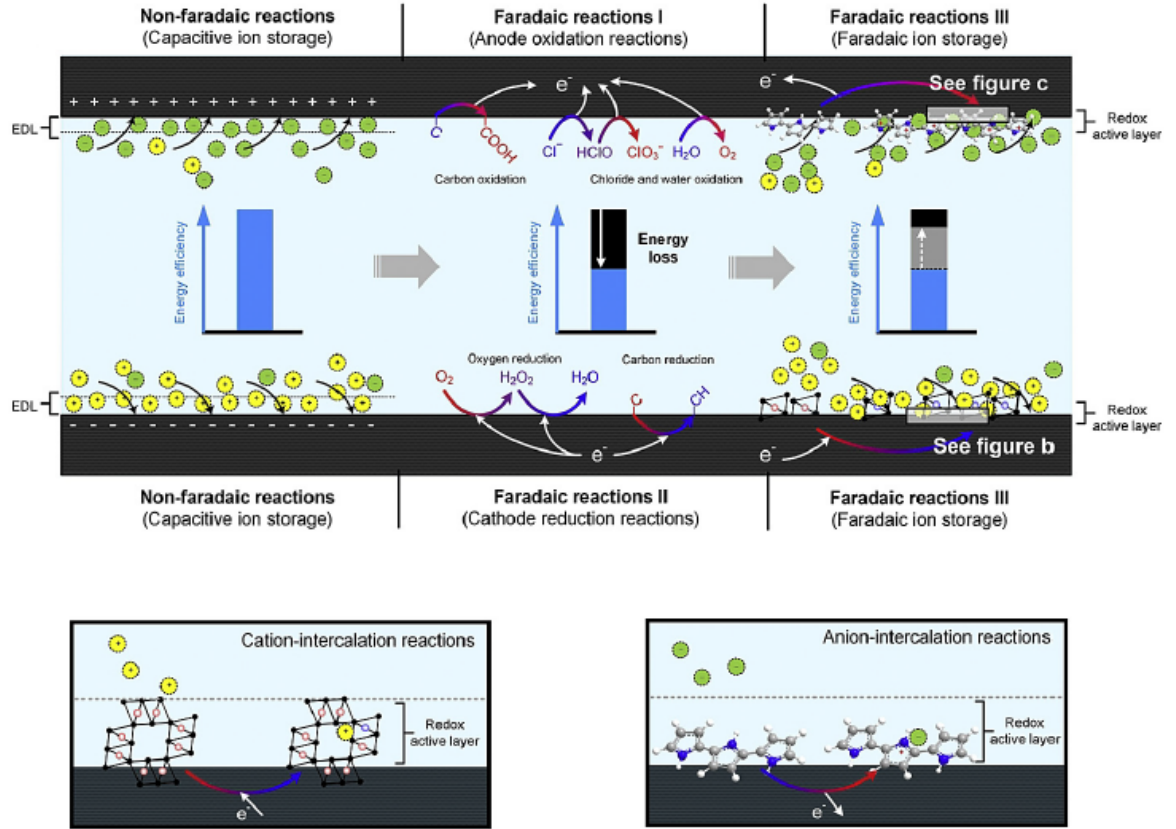 Non-faradaic reactions
(Capacitive ion storage)
Faradaic reactions I
(Anode oxidation reactions)
Faradaic reactions III
(Faradaic ion storage)
e⁻
e⁻
See figure c
+ + + + + + + + + + + + +
EDL
Redox
active layer
C
COOH
Cl⁻
HClO
ClO₃⁻
H₂O
O₂
Carbon oxidation
Chloride and water oxidation
Energy efficiency
Energy efficiency
Energy
loss
Energy efficiency
Oxygen reduction
Carbon reduction
O₂
H₂O₂
H₂O
C
CH
EDL
Redox
active layer
e⁻
e⁻
See figure b
Non-faradaic reactions
(Capacitive ion storage)
Faradaic reactions II
(Cathode reduction reactions)
Faradaic reactions III
(Faradaic ion storage)
Cation-intercalation reactions
Redox
active layer
e⁻
Anion-intercalation reactions
Redox
active layer
e⁻